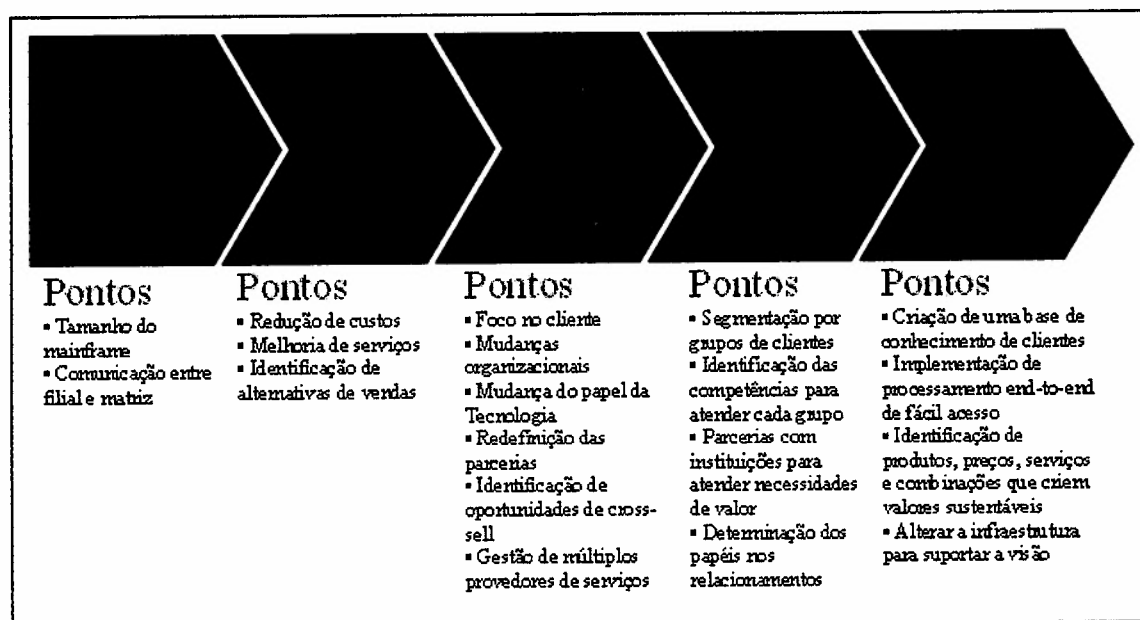 Pontos
▪ Tamanho do
mainframe
▪ Comunicação entre
filial e matriz
Pontos
▪ Redução de custos
▪ Melhoria de serviços
▪ Identificação de
alternativas de vendas
Pontos
▪ Foco no cliente
▪ Mudanças
organizacionais
▪ Mudança do papel da
Tecnologia
▪ Redefinição das
parcerias
▪ Identificação de
oportunidades de cross-
sell
▪ Gestão de múltiplos
provedores de serviços
Pontos
▪ Segmentação por
grupos de clientes
▪ Identificação das
competências para
atender cada grupo
▪ Parcerias com
instituições para
atender necessidades
de valor
▪ Determinação dos
papéis nos
relacionamentos
Pontos
▪ Criação de uma base de
conhecimento de clientes
▪ Implementação de
processamento end-to-end
de fácil acesso
▪ Identificação de
produtos, preços, serviços
e combinações que criem
valores sustentáveis
▪ Alterar a infraestrutura
para suportar a visão